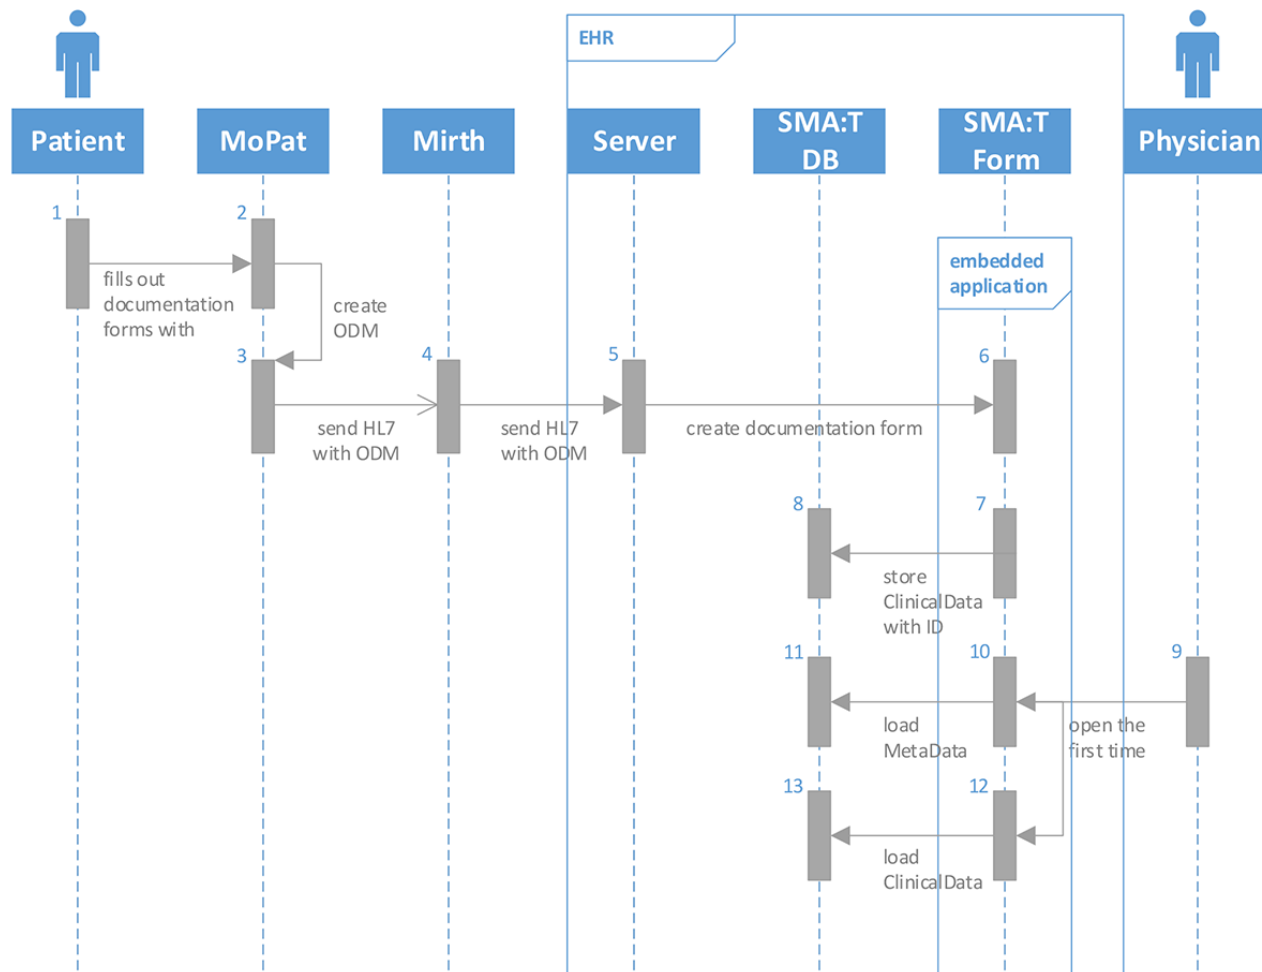 EHR
Patient
MoPat
Mirth
Server
SMA:T
DB
SMA:T
Form
Physician
embedded
application
1
2
fills out
documentation
forms with
create
ODM
3
4
5
6
send HL7
with ODM
send HL7
with ODM
create documentation form
8
7
store
ClinicalData
with ID
11
10
9
load
MetaData
open the
first time
13
12
load
ClinicalData